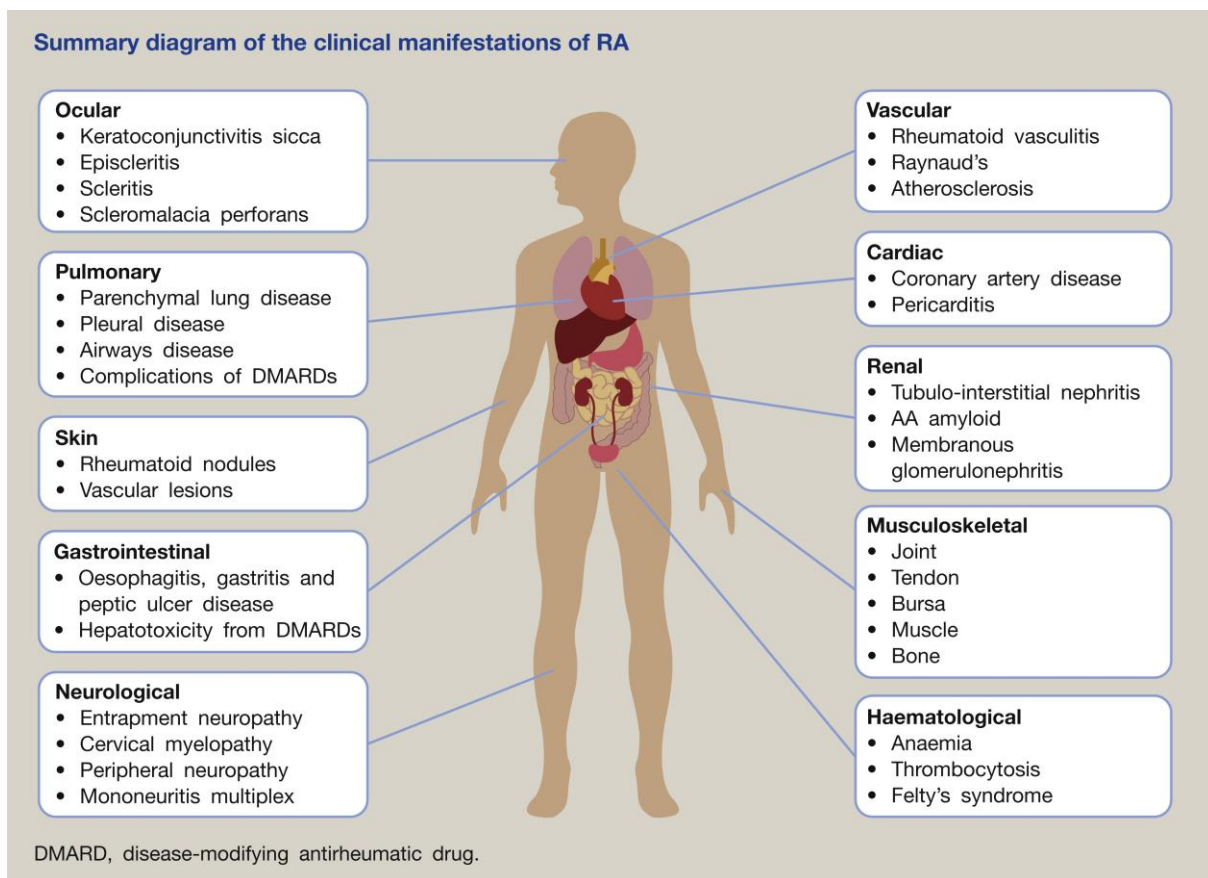 Summary diagram of the clinical manifestations of RA
Ocular
• Keratoconjunctivitis sicca
• Episcleritis
• Scleritis
• Scleromalacia perforans
Pulmonary
• Parenchymal lung disease
• Pleural disease
• Airways disease
• Complications of DMARDs
Skin
• Rheumatoid nodules
• Vascular lesions
Gastrointestinal
• Oesophagitis, gastritis and
peptic ulcer disease
• Hepatotoxicity from DMARDs
Neurological
• Entrapment neuropathy
• Cervical myelopathy
• Peripheral neuropathy
• Mononeuritis multiplex
Vascular
• Rheumatoid vasculitis
• Raynaud's
• Atherosclerosis
Cardiac
• Coronary artery disease
• Pericarditis
Renal
• Tubulo-interstitial nephritis
• AA amyloid
• Membranous
glomerulonephritis
Musculoskeletal
• Joint
• Tendon
• Bursa
• Muscle
• Bone
Haematological
• Anaemia
• Thrombocytosis
• Felty's syndrome
DMARD, disease-modifying antirheumatic drug.